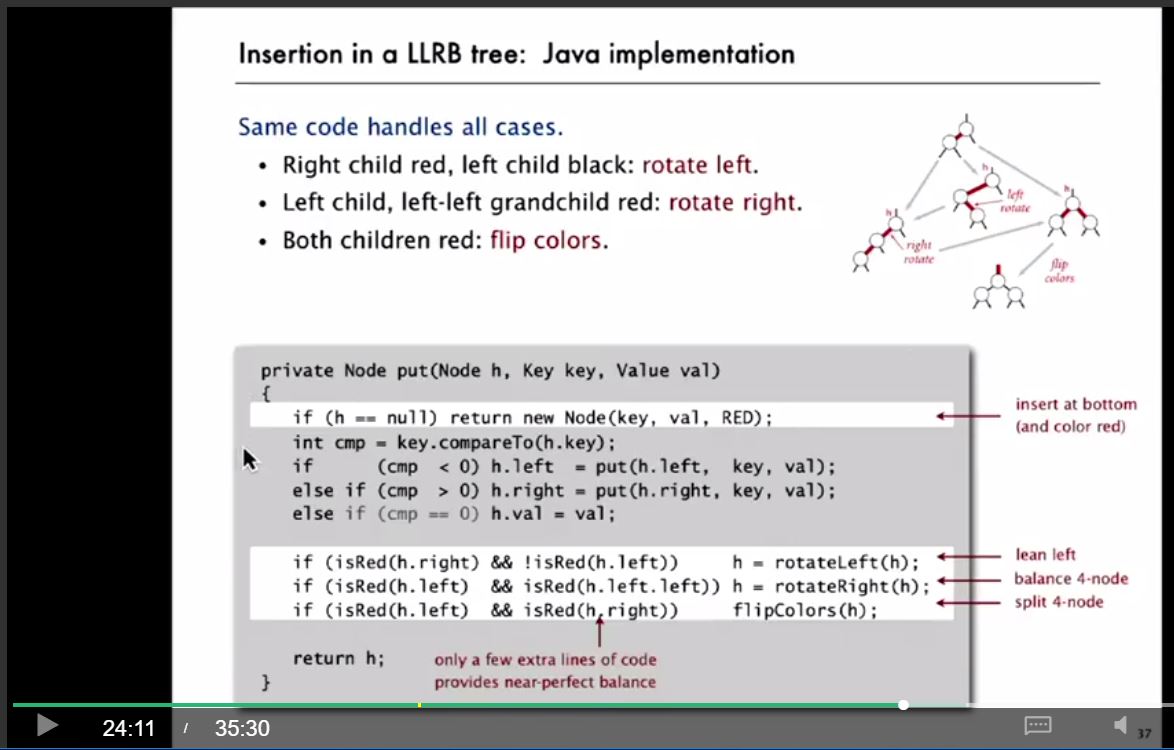 Insertion in a LLRB tree: Java implementation
Same code handles all cases.
• Right child red, left child black: rotate left.
• Left child, left-left grandchild red: rotate right.
• Both children red: flip colors.
h
left
rotate
h
h
right
rotate
flip
colors
private Node put(Node h, Key key, Value val)
{
if (h == null) return new Node(key, val, RED);
insert at bottom
(and color red)
int cmp = key.compareTo(h.key);
if (cmp < 0) h.left = put(h.left, key, val);
else if (cmp > 0) h.right = put(h.right, key, val);
else if (cmp == 0) h.val = val;
if (isRed(h.right) && !isRed(h.left)) h = rotateLeft(h);
lean left
if (isRed(h.left) && isRed(h.left.left)) h = rotateRight(h);
balance 4-node
if (isRed(h.left) && isRed(h.right)) flipColors(h);
split 4-node
return h;
only a few extra lines of code
provides near-perfect balance
}
24:11 / 35:30
37